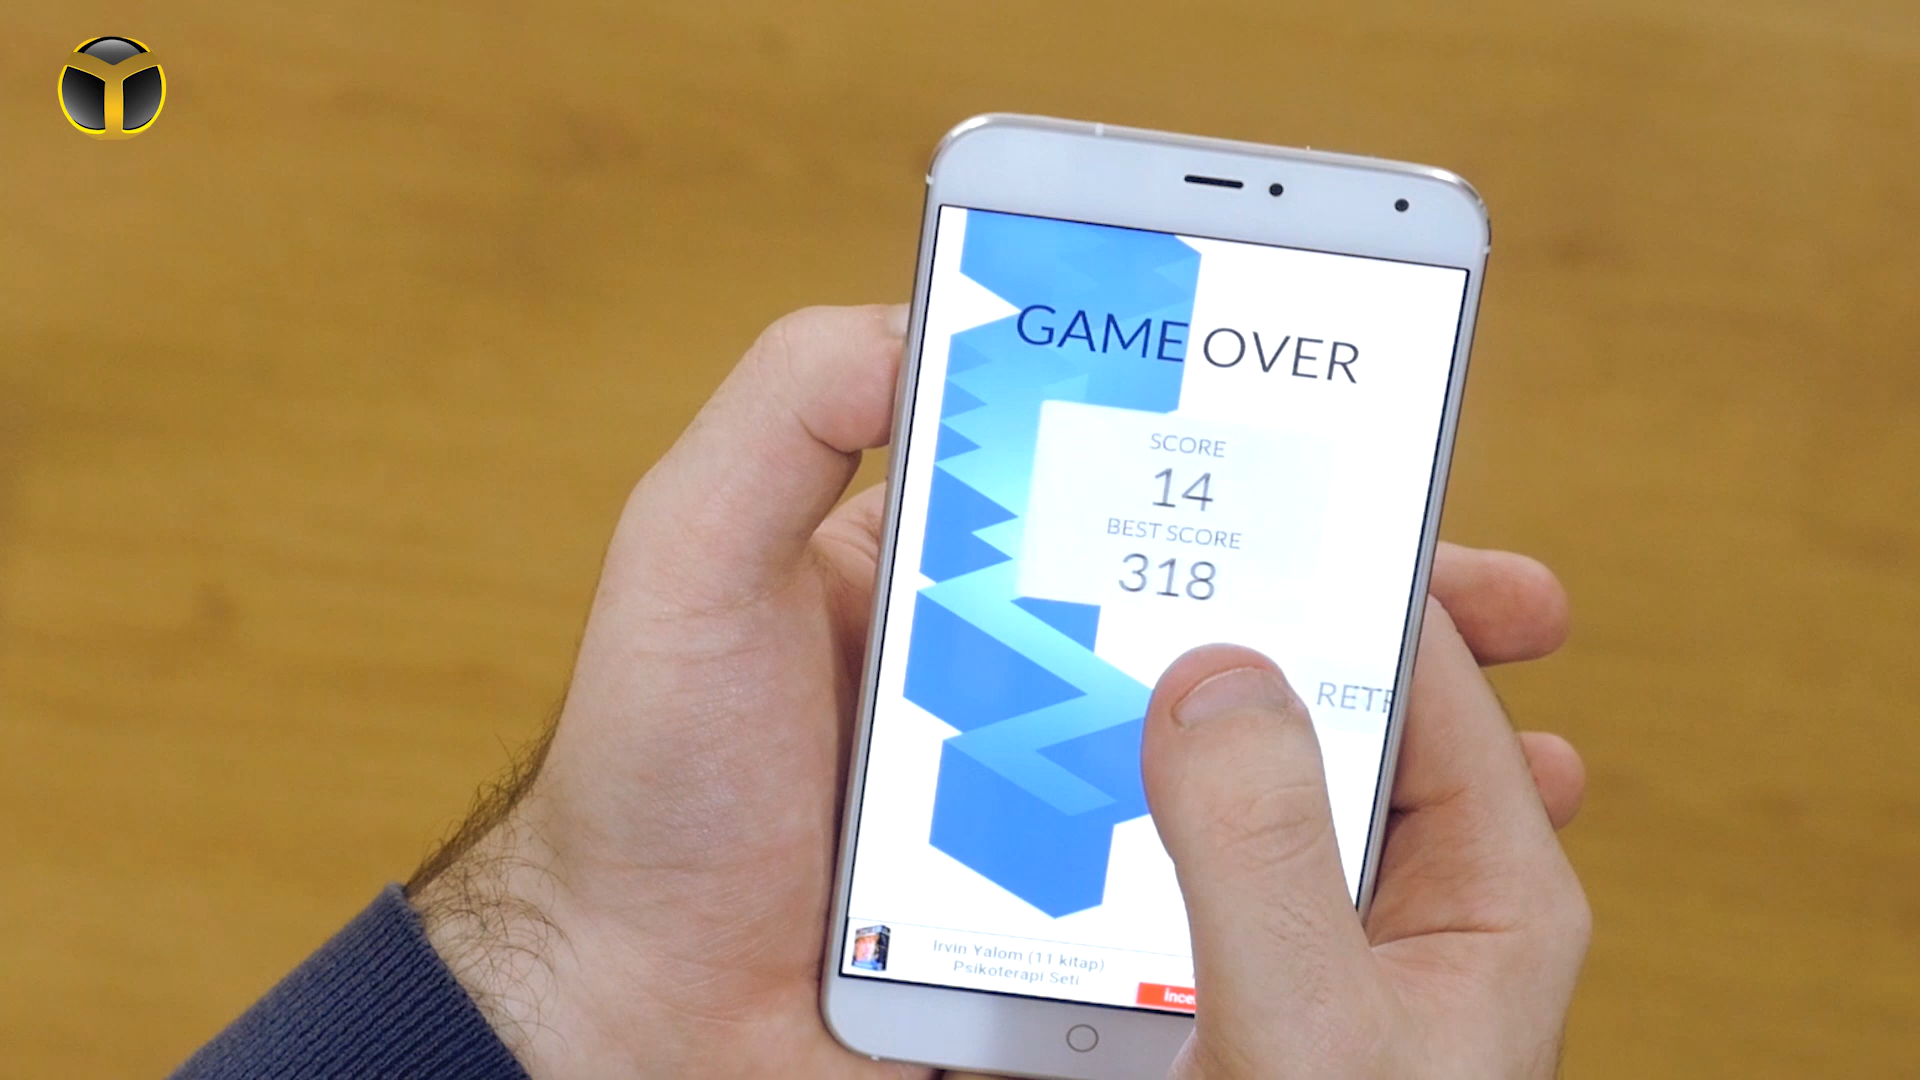 GAME OVER
SCORE
14
BEST SCORE
318
Irvin Yalom (11 kitap)
Psikoterapi Seti